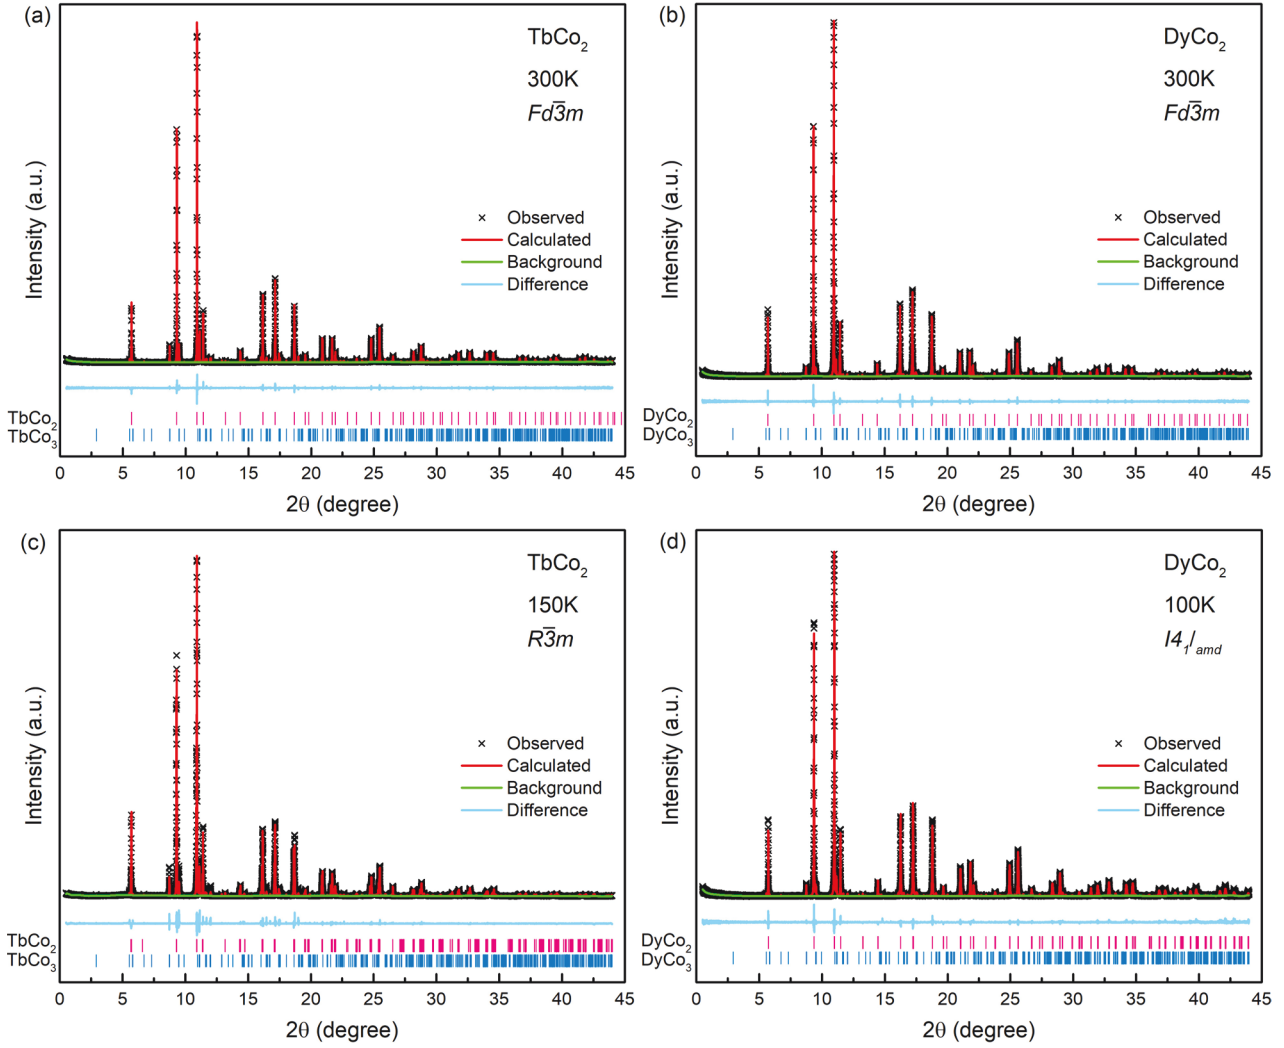 (a)
TbCo₂
300K
Fd3̅m
Intensity (a.u.)
Observed
Calculated
Background
Difference
TbCo₂
TbCo₃
0 5 10 15 20 25 30 35 40 45
2θ (degree)
(b)
DyCo₂
300K
Fd3̅m
Intensity (a.u.)
Observed
Calculated
Background
Difference
DyCo₂
DyCo₃
0 5 10 15 20 25 30 35 40 45
2θ (degree)
(c)
TbCo₂
150K
R3̅m
Intensity (a.u.)
Observed
Calculated
Background
Difference
TbCo₂
TbCo₃
0 5 10 15 20 25 30 35 40 45
2θ (degree)
(d)
DyCo₂
100K
I4₁/amd
Intensity (a.u.)
Observed
Calculated
Background
Difference
DyCo₂
DyCo₃
0 5 10 15 20 25 30 35 40 45
2θ (degree)